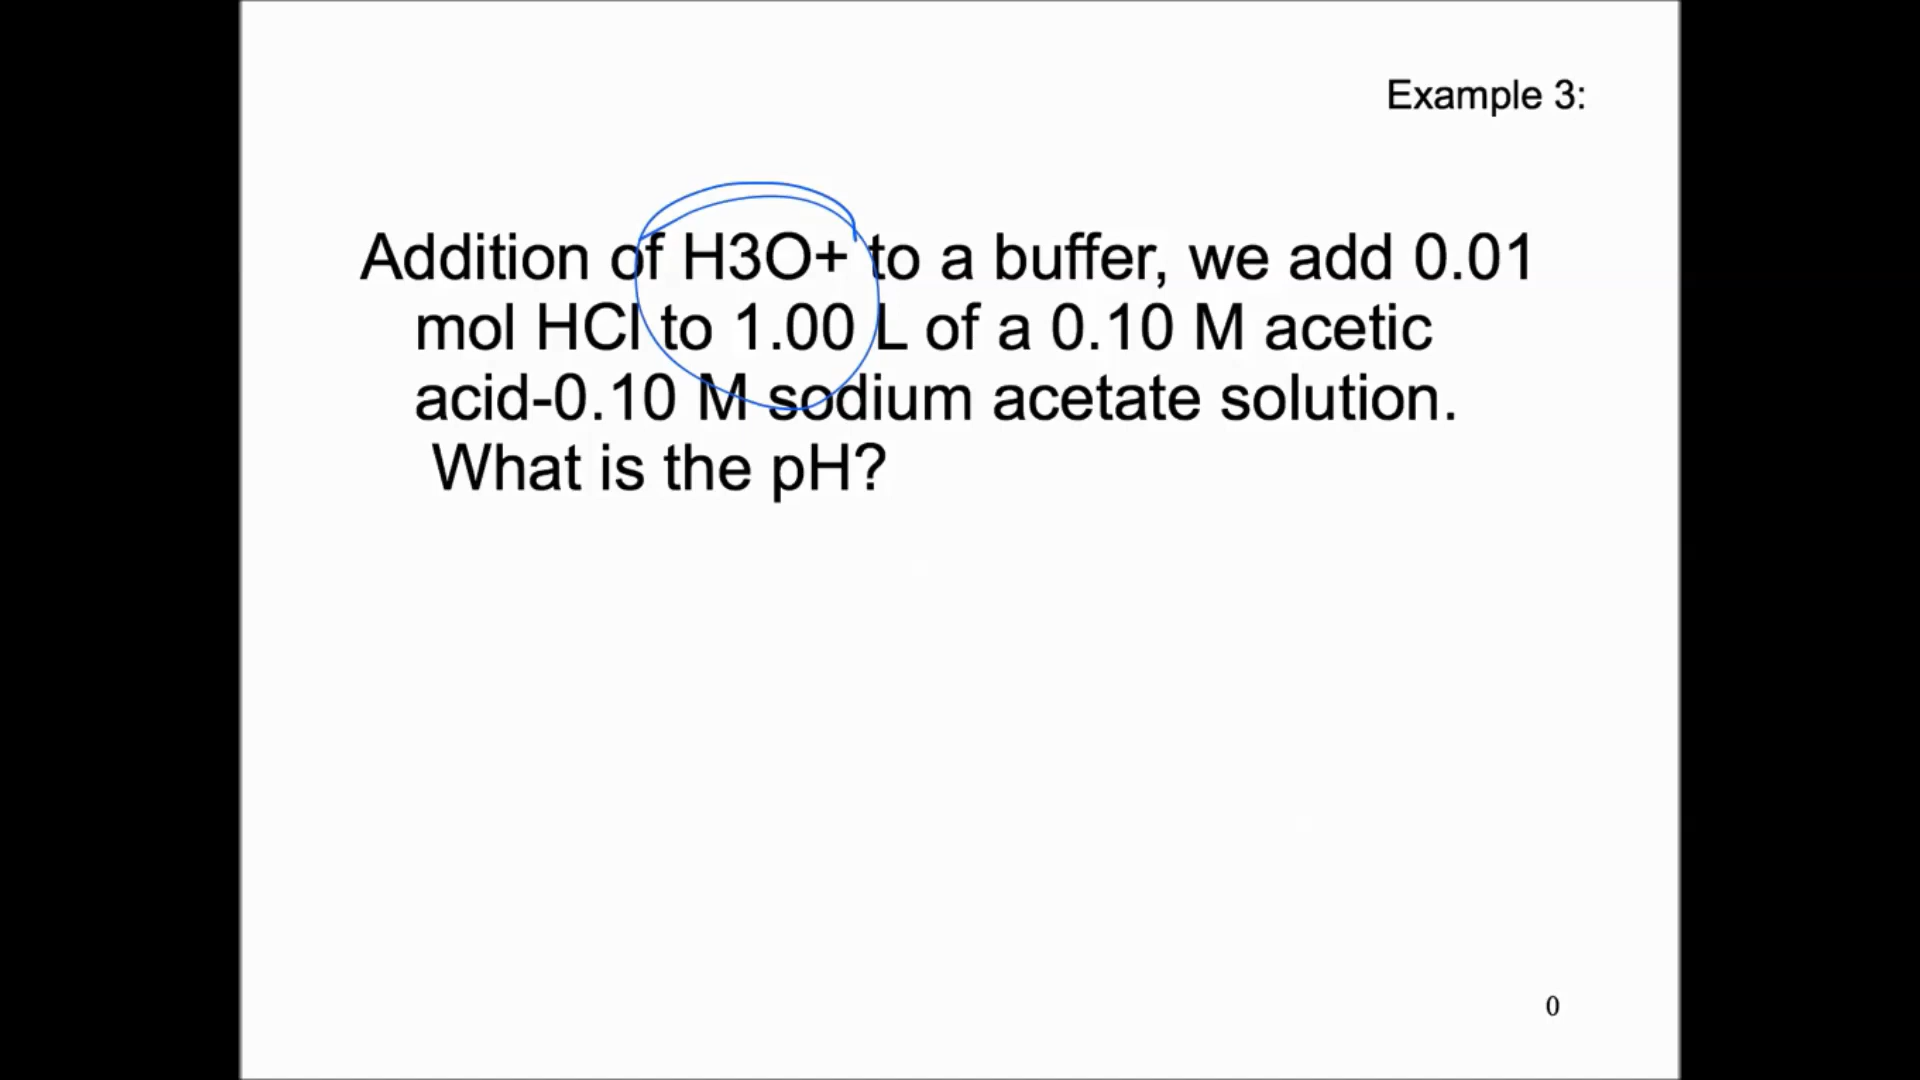 Example 3:
Addition of H3O+ to a buffer, we add 0.01
mol HCl to 1.00 L of a 0.10 M acetic
acid-0.10 M sodium acetate solution.
What is the pH?
0